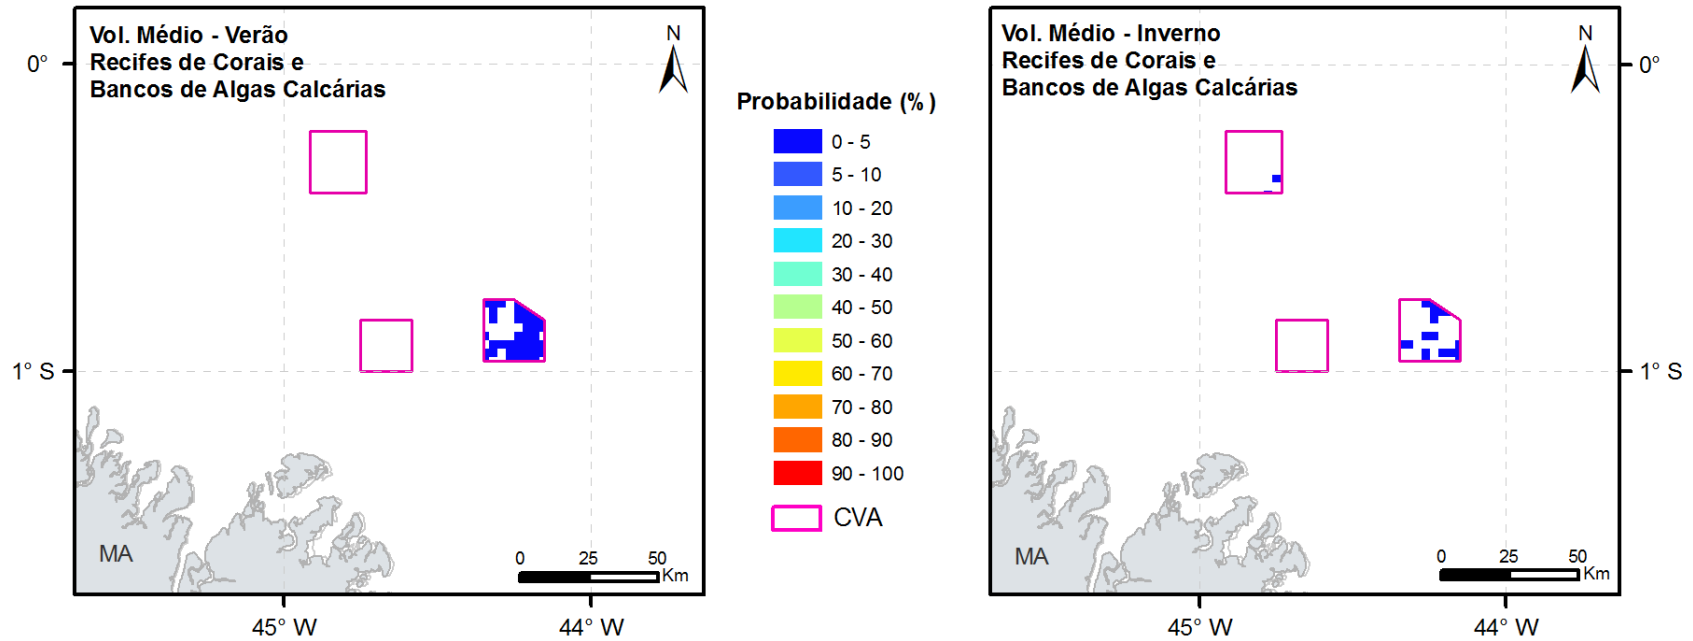 Vol. Médio - Verão
Recifes de Corais e
Bancos de Algas Calcárias
N
0°
1° S
MA
0 25 50
Km
45° W 44° W
Probabilidade (%)
0 - 5
5 - 10
10 - 20
20 - 30
30 - 40
40 - 50
50 - 60
60 - 70
70 - 80
80 - 90
90 - 100
CVA
Vol. Médio - Inverno
Recifes de Corais e
Bancos de Algas Calcárias
N
0°
1° S
MA
0 25 50
Km
45° W 44° W